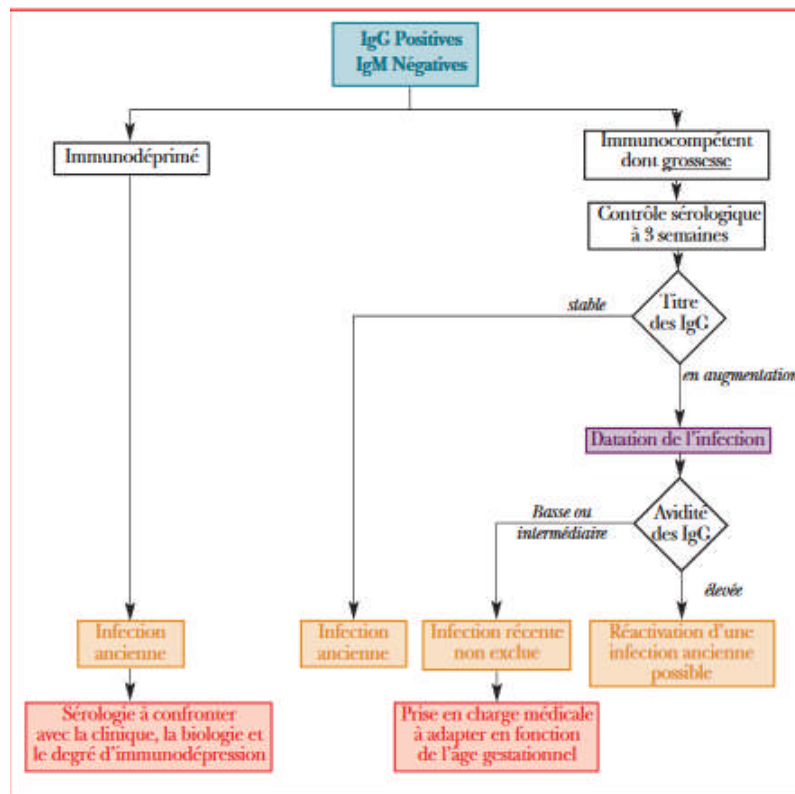 IgG Positives
IgM Négatives
Immunodéprimé
Immunocompétent
dont grossesse
Contrôle sérologique
à 3 semaines
stable
Titre
des IgG
en augmentation
Datation de l'infection
Basse ou
intermédiaire
Avidité
des IgG
élevée
Infection
ancienne
Infection
ancienne
Infection récente
non exclue
Réactivation d'une
infection ancienne
possible
Sérologie à confronter
avec la clinique, la biologie et
le degré d'immunodépression
Prise en charge médicale
à adapter en fonction
de l'âge gestationnel